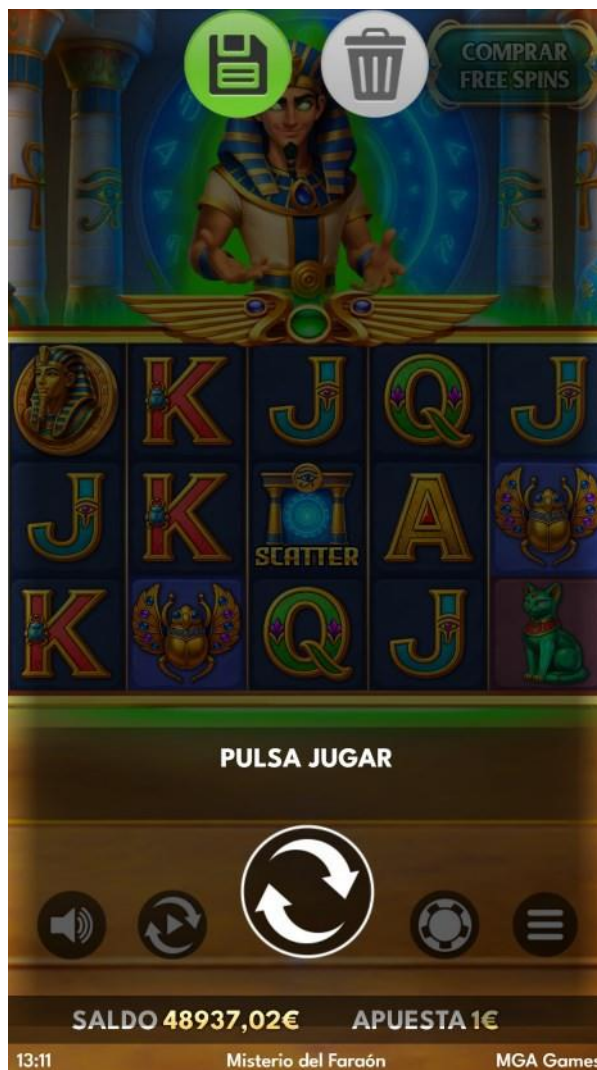 COMPRAR
FREE SPINS
K J Q J
J K A
SCATTER
K Q J
PULSA JUGAR
SALDO 48937,02€ APUESTA 1€
13:11 Misterio del Faraón MGA Games